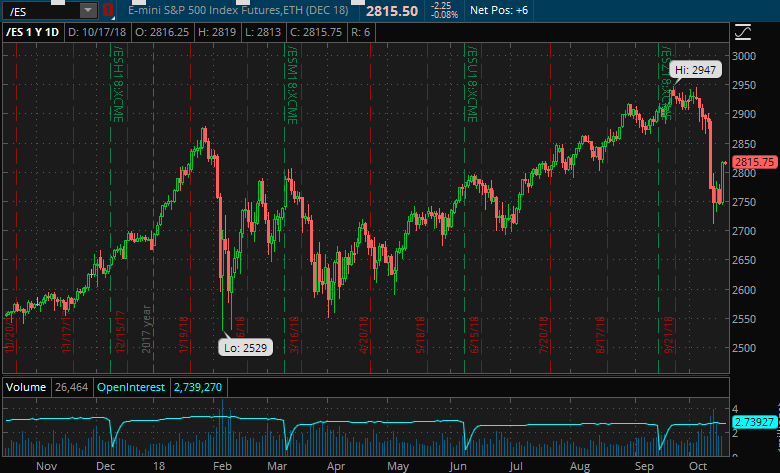 /ES
E-mini S&P 500 Index Futures,ETH (DEC 18)
2815.50
-2.25
-0.08%
Net Pos: +6
/ES 1 Y 1D
D: 10/17/18
O: 2816.25
H: 2819
L: 2813
C: 2815.75
R: 6
/ESH18:XCME
/ESM18:XCME
/ESU18:XCME
/ESZ18:XCME
Hi: 2947
3000
2950
2900
2850
2815.75
2800
2750
2700
2650
2600
2550
2500
11/17/17
12/15/17
2017 year
1/19/18
3/16/18
4/20/18
5/18/18
6/15/18
7/20/18
8/17/18
9/21/18
Lo: 2529
Volume
26,464
OpenInterest
2,739,270
4
2.73927
2
Nov
Dec
18
Feb
Mar
Apr
May
Jun
Jul
Aug
Sep
Oct